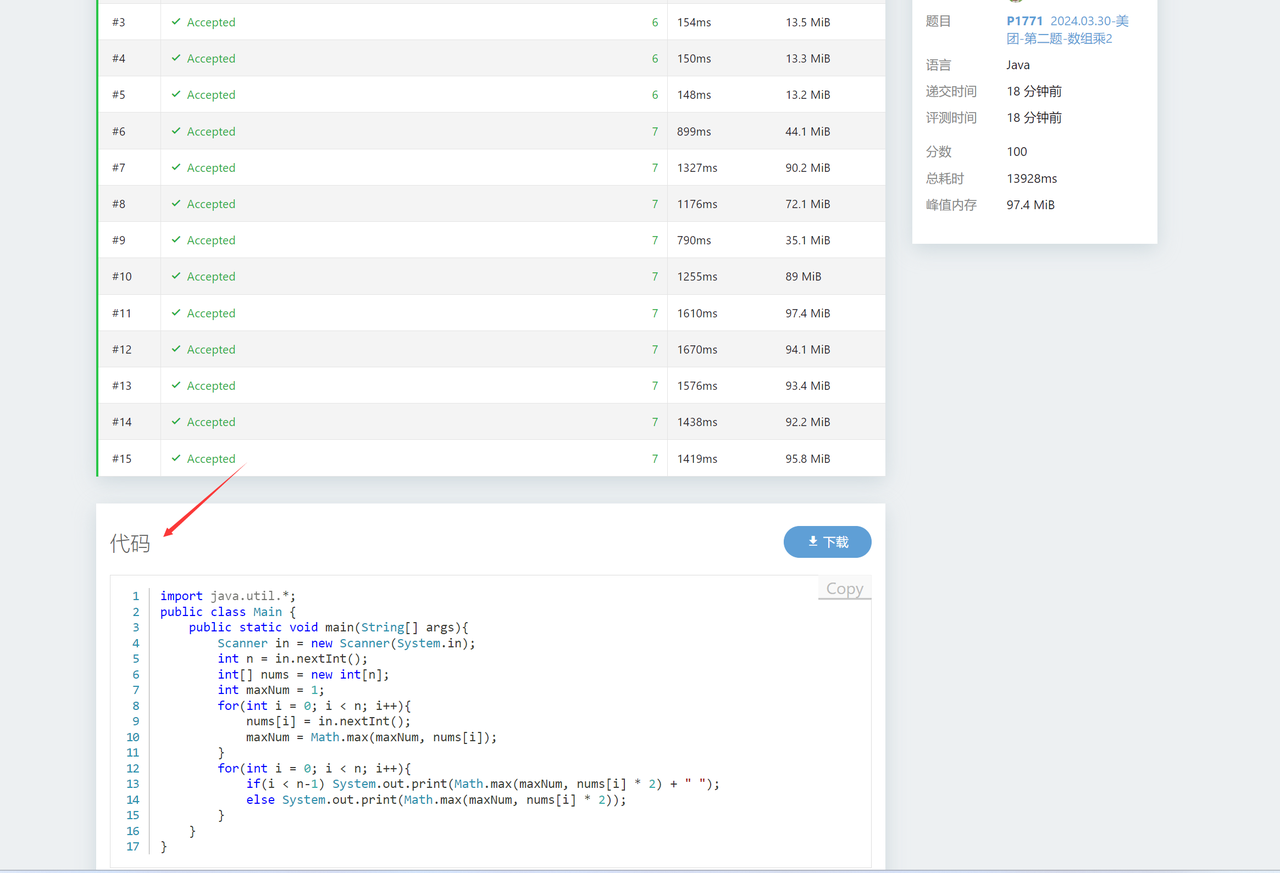 #3 Accepted 6 154ms 13.5 MiB
#4 Accepted 6 150ms 13.3 MiB
#5 Accepted 6 148ms 13.2 MiB
#6 Accepted 7 899ms 44.1 MiB
#7 Accepted 7 1327ms 90.2 MiB
#8 Accepted 7 1176ms 72.1 MiB
#9 Accepted 7 790ms 35.1 MiB
#10 Accepted 7 1255ms 89 MiB
#11 Accepted 7 1610ms 97.4 MiB
#12 Accepted 7 1670ms 94.1 MiB
#13 Accepted 7 1576ms 93.4 MiB
#14 Accepted 7 1438ms 92.2 MiB
#15 Accepted 7 1419ms 95.8 MiB
题目 P1771 2024.03.30-美
团-第二题-数组乘2
语言 Java
递交时间 18 分钟前
评测时间 18 分钟前
分数 100
总耗时 13928ms
峰值内存 97.4 MiB
代码
下载
Copy
1 import java.util.*;
2 public class Main {
3     public static void main(String[] args){
4         Scanner in = new Scanner(System.in);
5         int n = in.nextInt();
6         int[] nums = new int[n];
7         int maxNum = 1;
8         for(int i = 0; i < n; i++){
9             nums[i] = in.nextInt();
10             maxNum = Math.max(maxNum, nums[i]);
11         }
12         for(int i = 0; i < n; i++){
13             if(i < n-1) System.out.print(Math.max(maxNum, nums[i] * 2) + " ");
14             else System.out.print(Math.max(maxNum, nums[i] * 2));
15         }
16     }
17 }